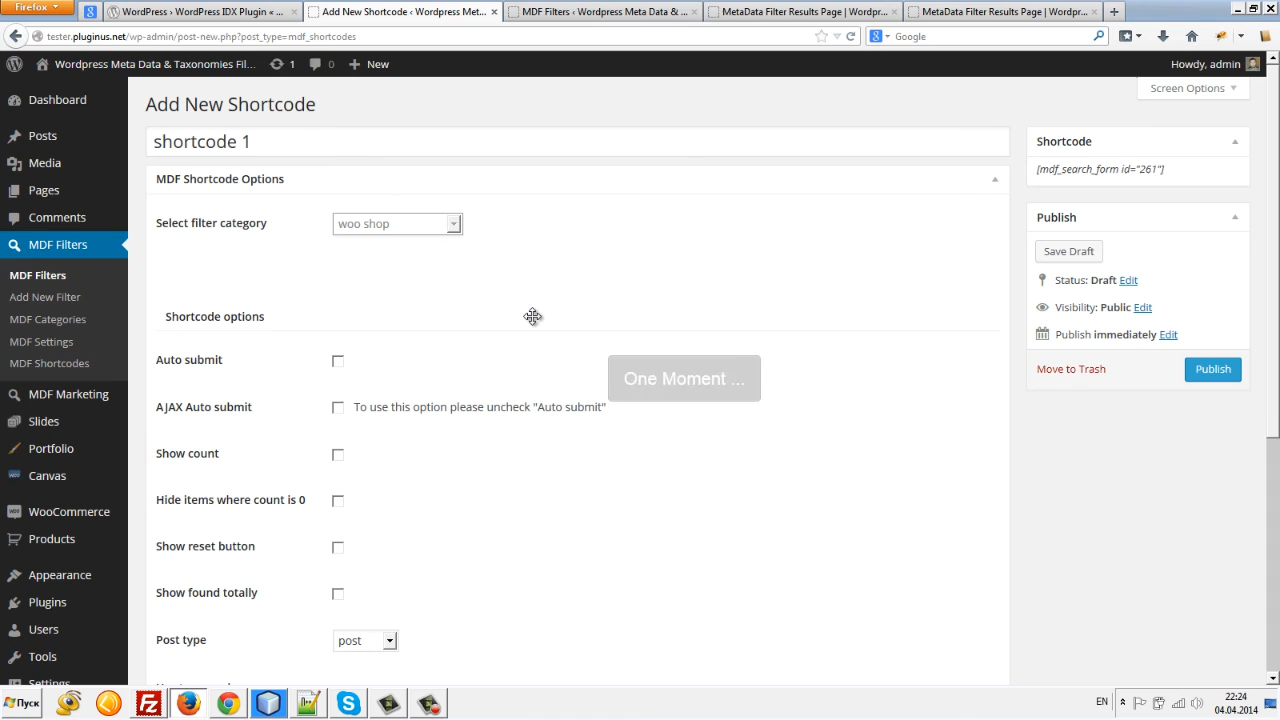 Firefox
WordPress › WordPress IDX Plugin « ...
Add New Shortcode ‹ Wordpress Met...
MDF Filters ‹ Wordpress Meta Data & ...
MetaData Filter Results Page | Wordpr...
MetaData Filter Results Page | Wordpr...
tester.pluginus.net/wp-admin/post-new.php?post_type=mdf_shortcodes
Google
Wordpress Meta Data & Taxonomies Fil...
1
0
New
Howdy, admin
Dashboard
Posts
Media
Pages
Comments
MDF Filters
MDF Filters
Add New Filter
MDF Categories
MDF Settings
MDF Shortcodes
MDF Marketing
Slides
Portfolio
Canvas
WooCommerce
Products
Appearance
Plugins
Users
Tools
Settings
Screen Options
Add New Shortcode
shortcode 1
MDF Shortcode Options
Select filter category
woo shop
Shortcode options
Auto submit
One Moment ...
AJAX Auto submit
To use this option please uncheck "Auto submit"
Show count
Hide items where count is 0
Show reset button
Show found totally
Post type
post
Shortcode
[mdf_search_form id="261"]
Publish
Save Draft
Status: Draft Edit
Visibility: Public Edit
Publish immediately Edit
Move to Trash
Publish
Пуск
EN
22:24
04.04.2014